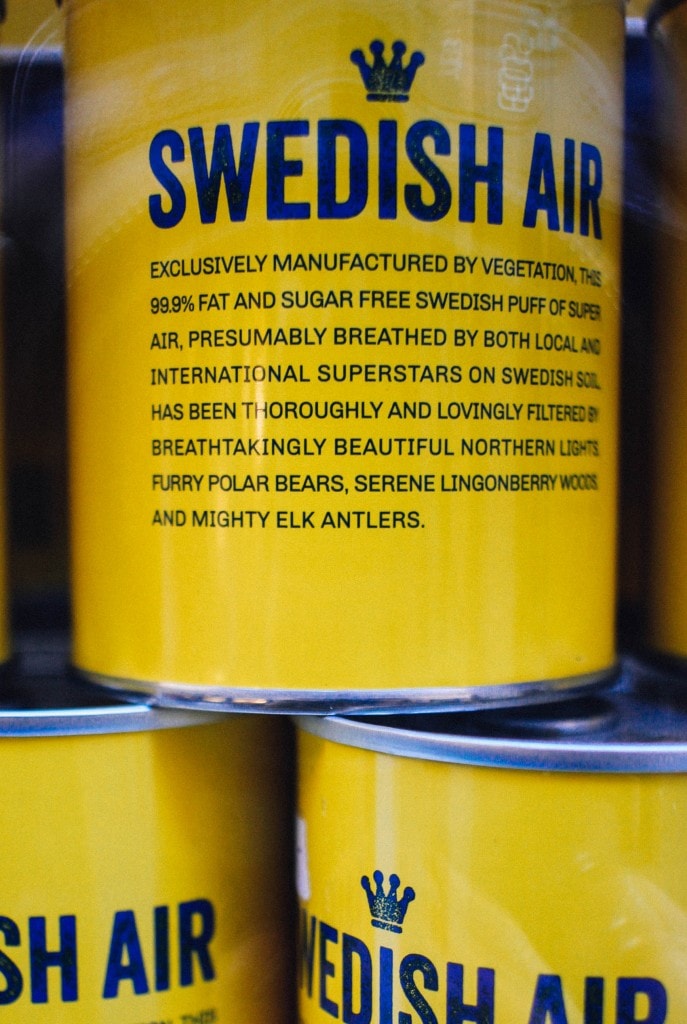 SWEDISH AIR
EXCLUSIVELY MANUFACTURED BY VEGETATION, THIS
99.9% FAT AND SUGAR FREE SWEDISH PUFF OF SUPER
AIR, PRESUMABLY BREATHED BY BOTH LOCAL AND
INTERNATIONAL SUPERSTARS ON SWEDISH SOIL,
HAS BEEN THOROUGHLY AND LOVINGLY FILTERED BY
BREATHTAKINGLY BEAUTIFUL NORTHERN LIGHTS,
FURRY POLAR BEARS, SERENE LINGONBERRY WOODS,
AND MIGHTY ELK ANTLERS.
SH AIR
WEDISH AIR